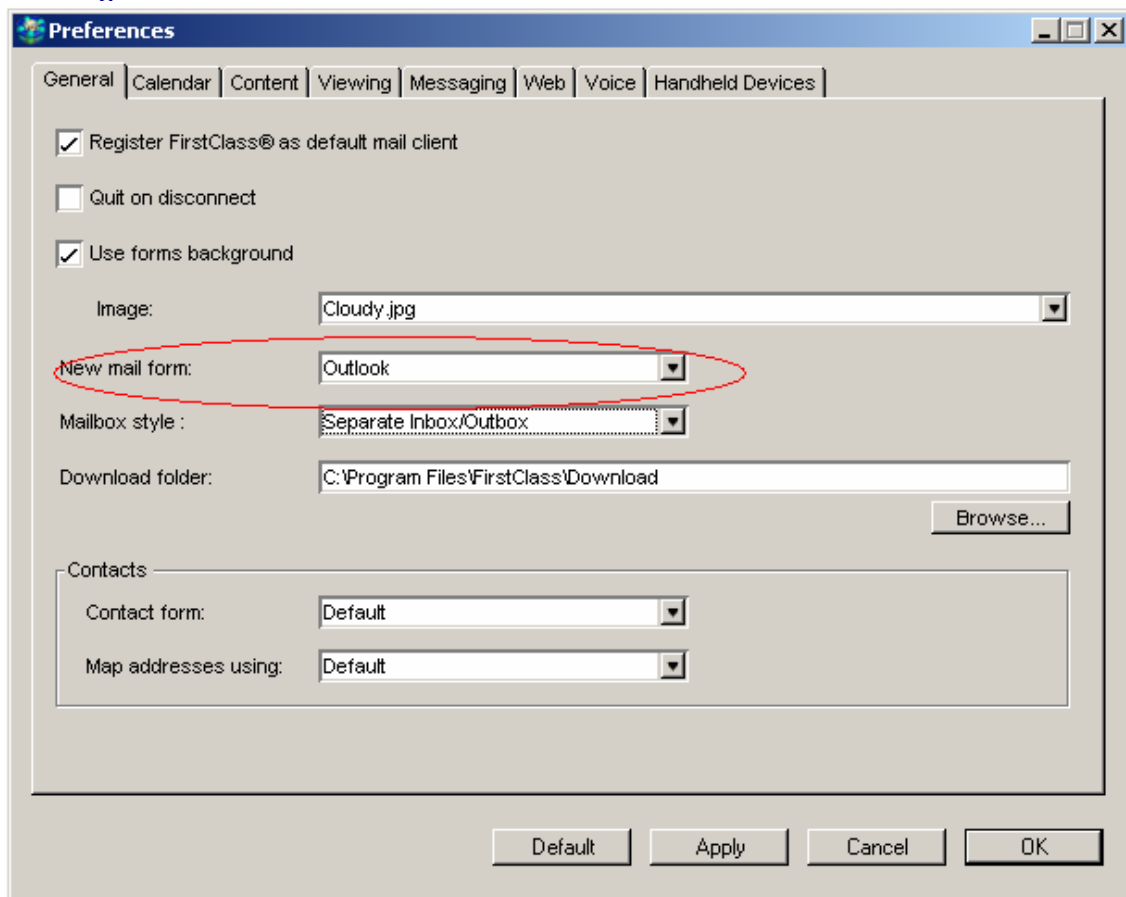 Preferences
General Calendar Content Viewing Messaging Web Voice Handheld Devices
Register FirstClass® as default mail client
Quit on disconnect
Use forms background
Image: Cloudy.jpg
New mail form: Outlook
Mailbox style : Separate Inbox/Outbox
Download folder: C:\Program Files\FirstClass\Download
Browse...
Contacts
Contact form: Default
Map addresses using: Default
Default Apply Cancel OK